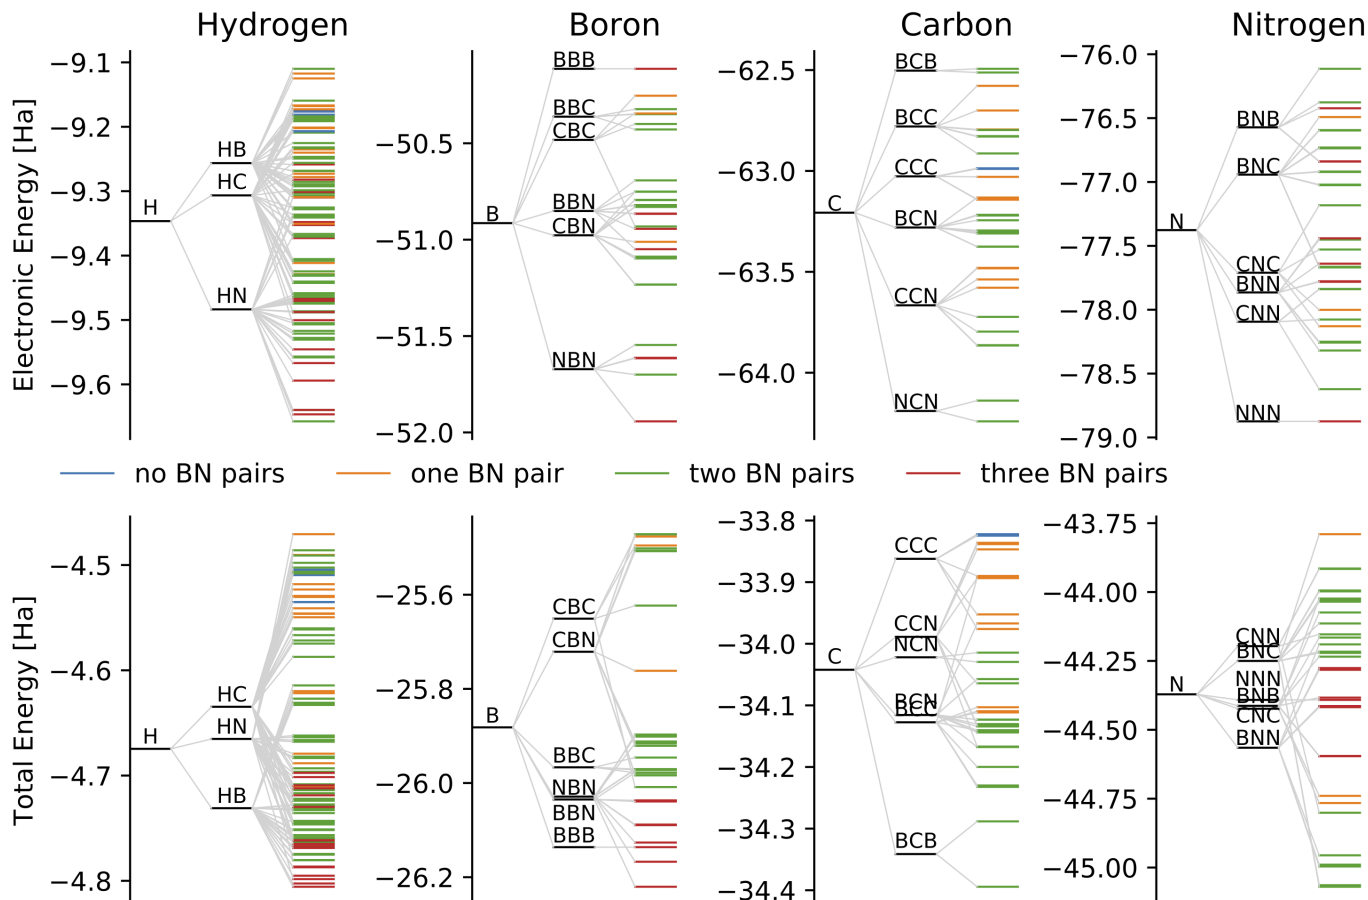 Hydrogen Boron Carbon Nitrogen
Electronic Energy [Ha]
−9.1
−9.2
−9.3
−9.4
−9.5
−9.6
H
HB
HC
HN
−50.5
−51.0
−51.5
−52.0
B
BBB
BBC
CBC
BBN
CBN
NBN
−62.5
−63.0
−63.5
−64.0
C
BCB
BCC
CCC
BCN
CCN
NCN
−76.0
−76.5
−77.0
−77.5
−78.0
−78.5
−79.0
N
BNB
BNC
CNC
BNN
CNN
NNN
no BN pairs one BN pair two BN pairs three BN pairs
Total Energy [Ha]
−4.5
−4.6
−4.7
−4.8
H
HC
HN
HB
−25.6
−25.8
−26.0
−26.2
B
CBC
CBN
BBC
NBN
BBN
BBB
−33.8
−33.9
−34.0
−34.1
−34.2
−34.3
−34.4
C
CCC
CCN
NCN
BCN
BCC
BCB
−43.75
−44.00
−44.25
−44.50
−44.75
−45.00
N
CNN
BNC
NNN
BNB
CNC
BNN